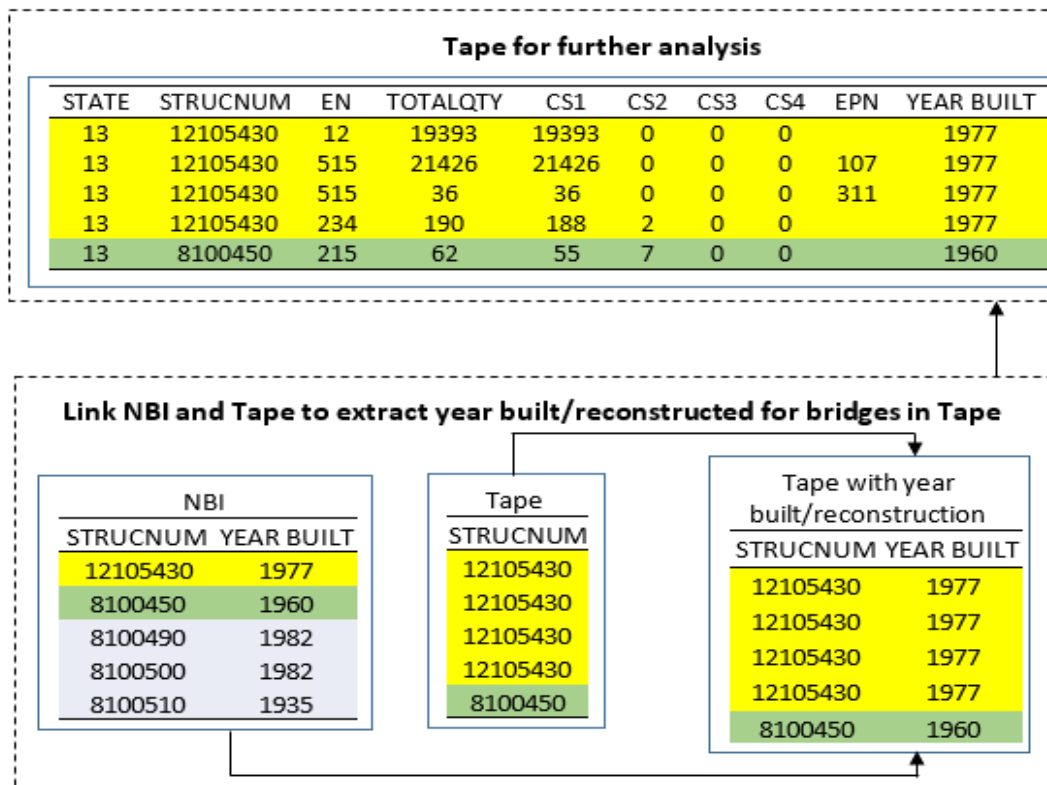 Tape for further analysis
STATE STRUCNUM EN TOTALQTY CS1 CS2 CS3 CS4 EPN YEAR BUILT
13 12105430 12 19393 19393 0 0 0 1977
13 12105430 515 21426 21426 0 0 0 107 1977
13 12105430 515 36 36 0 0 0 311 1977
13 12105430 234 190 188 2 0 0 1977
13 8100450 215 62 55 7 0 0 1960
Link NBI and Tape to extract year built/reconstructed for bridges in Tape
NBI
STRUCNUM YEAR BUILT
12105430 1977
8100450 1960
8100490 1982
8100500 1982
8100510 1935
Tape
STRUCNUM
12105430
12105430
12105430
12105430
8100450
Tape with year
built/reconstruction
STRUCNUM YEAR BUILT
12105430 1977
12105430 1977
12105430 1977
12105430 1977
8100450 1960